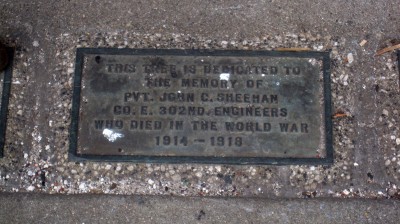 THIS TREE IS DEDICATED TO
THE MEMORY OF
PVT. JOHN C. SHEEHAN
CO. E. 302ND. ENGINEERS
WHO DIED IN THE WORLD WAR
1914 – 1918